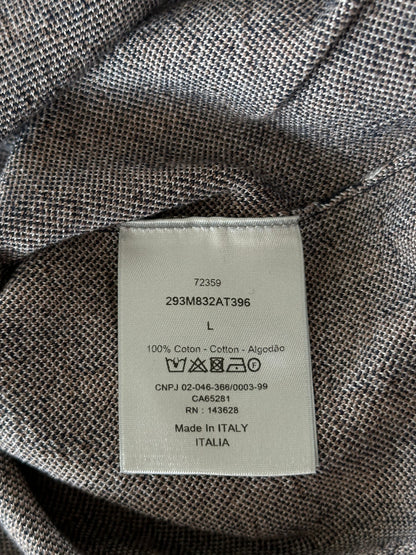 72359
293M832AT396
L
100% Coton - Cotton - Algodão
CNPJ 02-046-366/0003-99
CA65281
RN : 143628
Made In ITALY
ITALIA